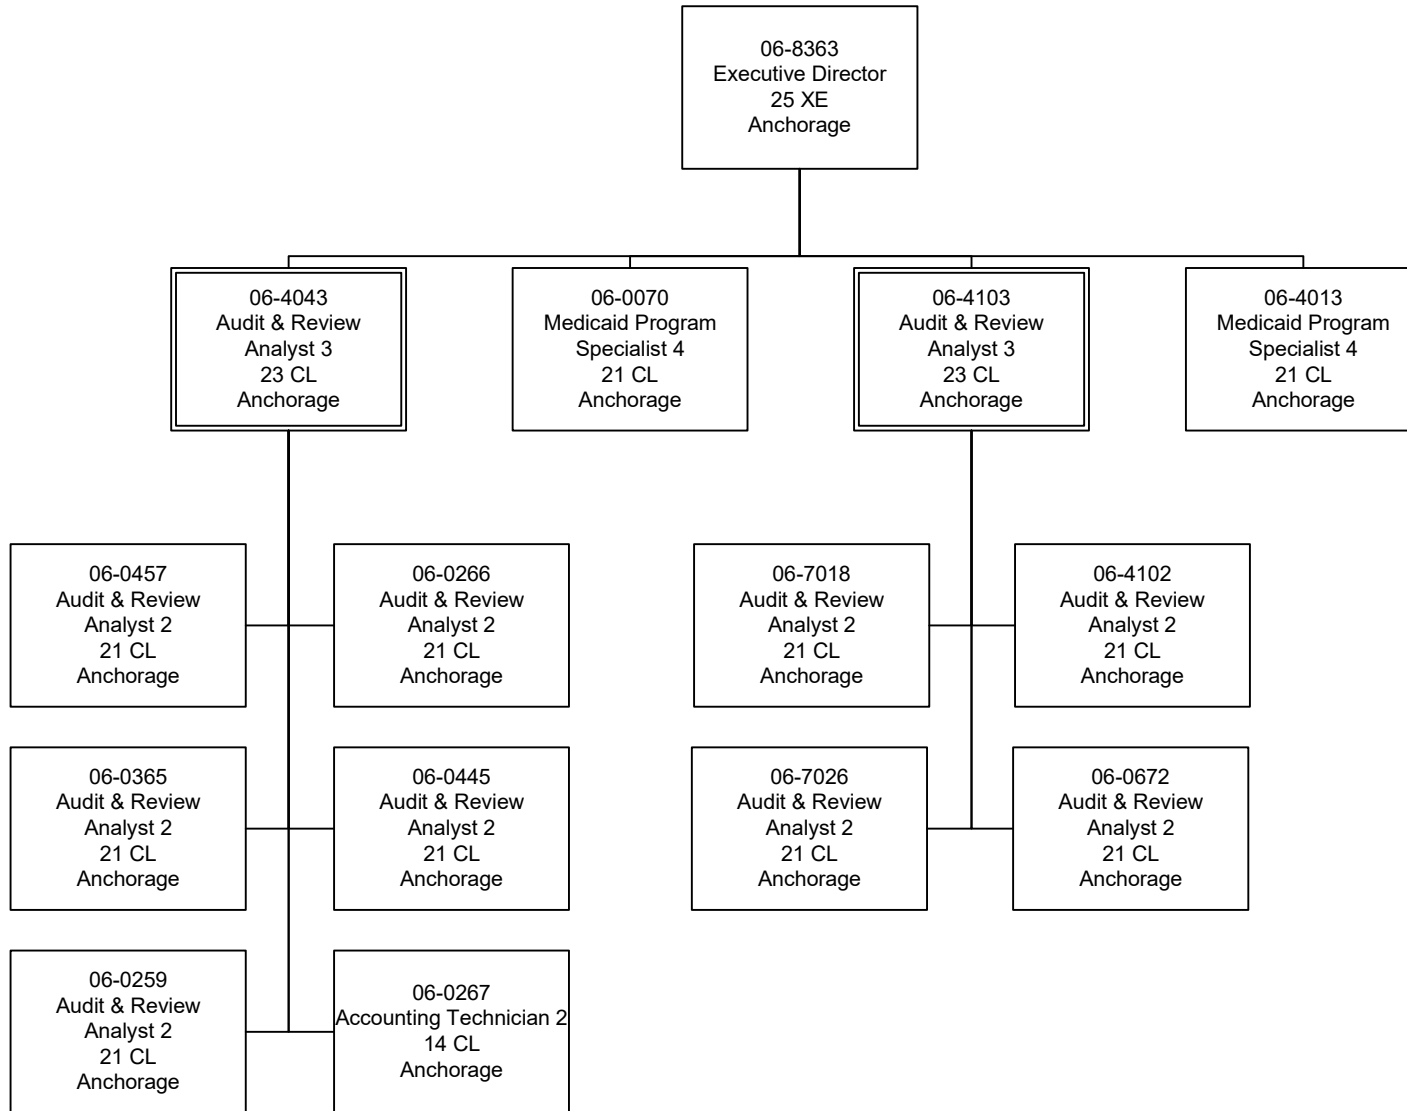 06-8363
Executive Director
25 XE
Anchorage
06-4043
Audit & Review
Analyst 3
23 CL
Anchorage
06-0070
Medicaid Program
Specialist 4
21 CL
Anchorage
06-4103
Audit & Review
Analyst 3
23 CL
Anchorage
06-4013
Medicaid Program
Specialist 4
21 CL
Anchorage
06-0457
Audit & Review
Analyst 2
21 CL
Anchorage
06-0266
Audit & Review
Analyst 2
21 CL
Anchorage
06-7018
Audit & Review
Analyst 2
21 CL
Anchorage
06-4102
Audit & Review
Analyst 2
21 CL
Anchorage
06-0365
Audit & Review
Analyst 2
21 CL
Anchorage
06-0445
Audit & Review
Analyst 2
21 CL
Anchorage
06-7026
Audit & Review
Analyst 2
21 CL
Anchorage
06-0672
Audit & Review
Analyst 2
21 CL
Anchorage
06-0259
Audit & Review
Analyst 2
21 CL
Anchorage
06-0267
Accounting Technician 2
14 CL
Anchorage